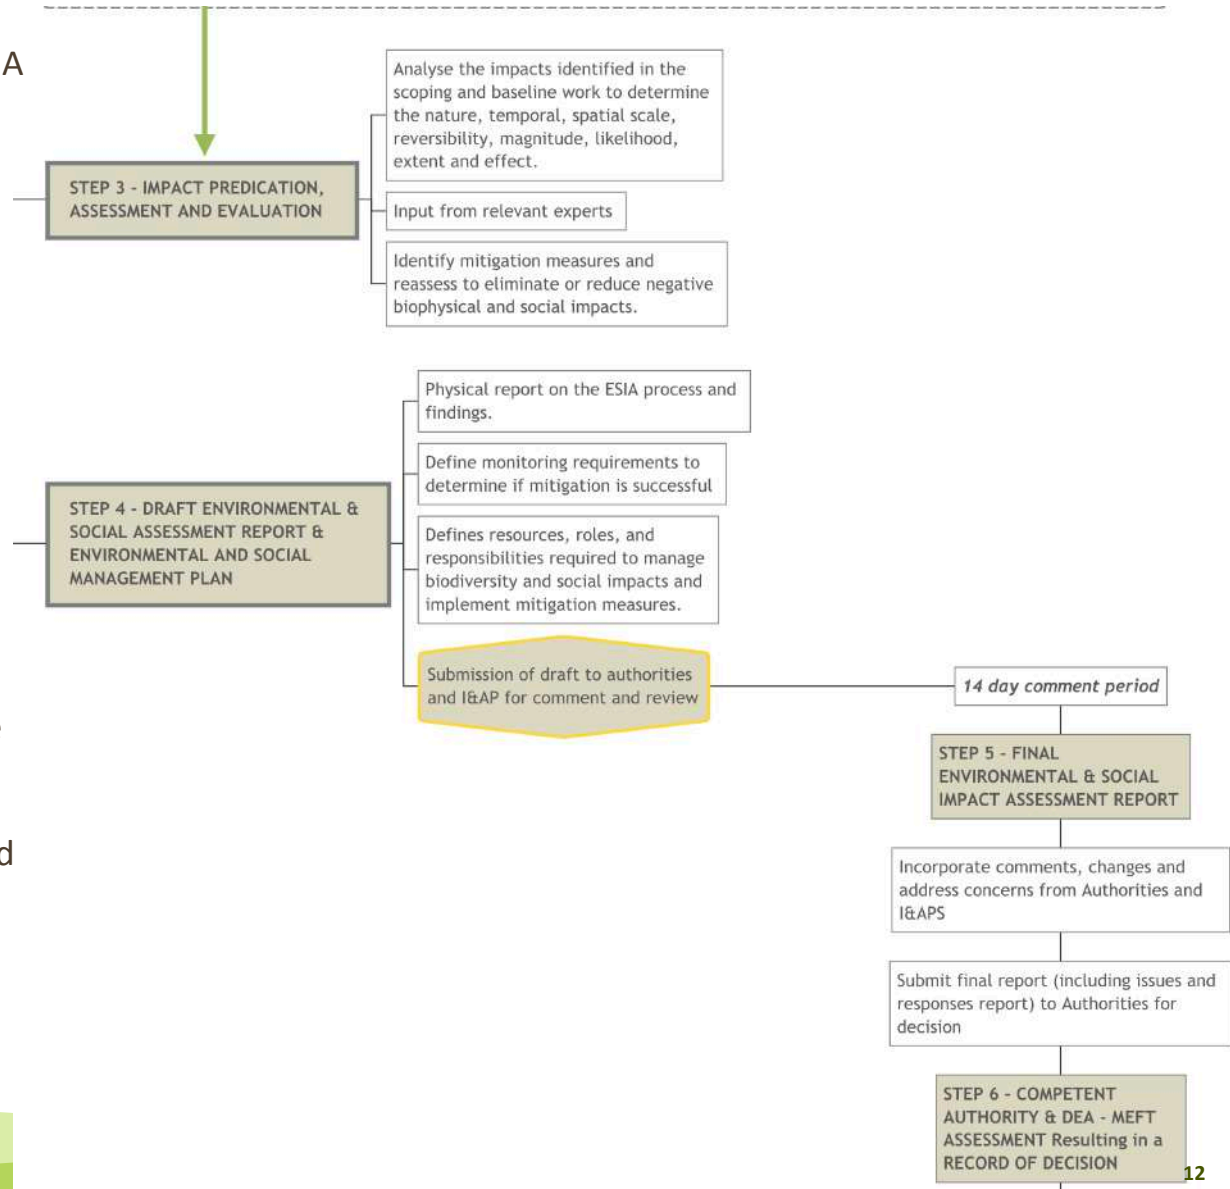 A
Analyse the impacts identified in the
scoping and baseline work to determine
the nature, temporal, spatial scale,
reversibility, magnitude, likelihood,
extent and effect.
STEP 3 - IMPACT PREDICATION,
ASSESSMENT AND EVALUATION
Input from relevant experts
Identify mitigation measures and
reassess to eliminate or reduce negative
biophysical and social impacts.
Physical report on the ESIA process and
findings.
Define monitoring requirements to
determine if mitigation is successful
STEP 4 - DRAFT ENVIRONMENTAL &
SOCIAL ASSESSMENT REPORT &
ENVIRONMENTAL AND SOCIAL
MANAGEMENT PLAN
Defines resources, roles, and
responsibilities required to manage
biodiversity and social impacts and
implement mitigation measures.
Submission of draft to authorities
and I&AP for comment and review
14 day comment period
STEP 5 - FINAL
ENVIRONMENTAL & SOCIAL
IMPACT ASSESSMENT REPORT
d
Incorporate comments, changes and
address concerns from Authorities and
I&APS
Submit final report (including issues and
responses report) to Authorities for
decision
STEP 6 - COMPETENT
AUTHORITY & DEA - MEFT
ASSESSMENT Resulting in a
RECORD OF DECISION
12